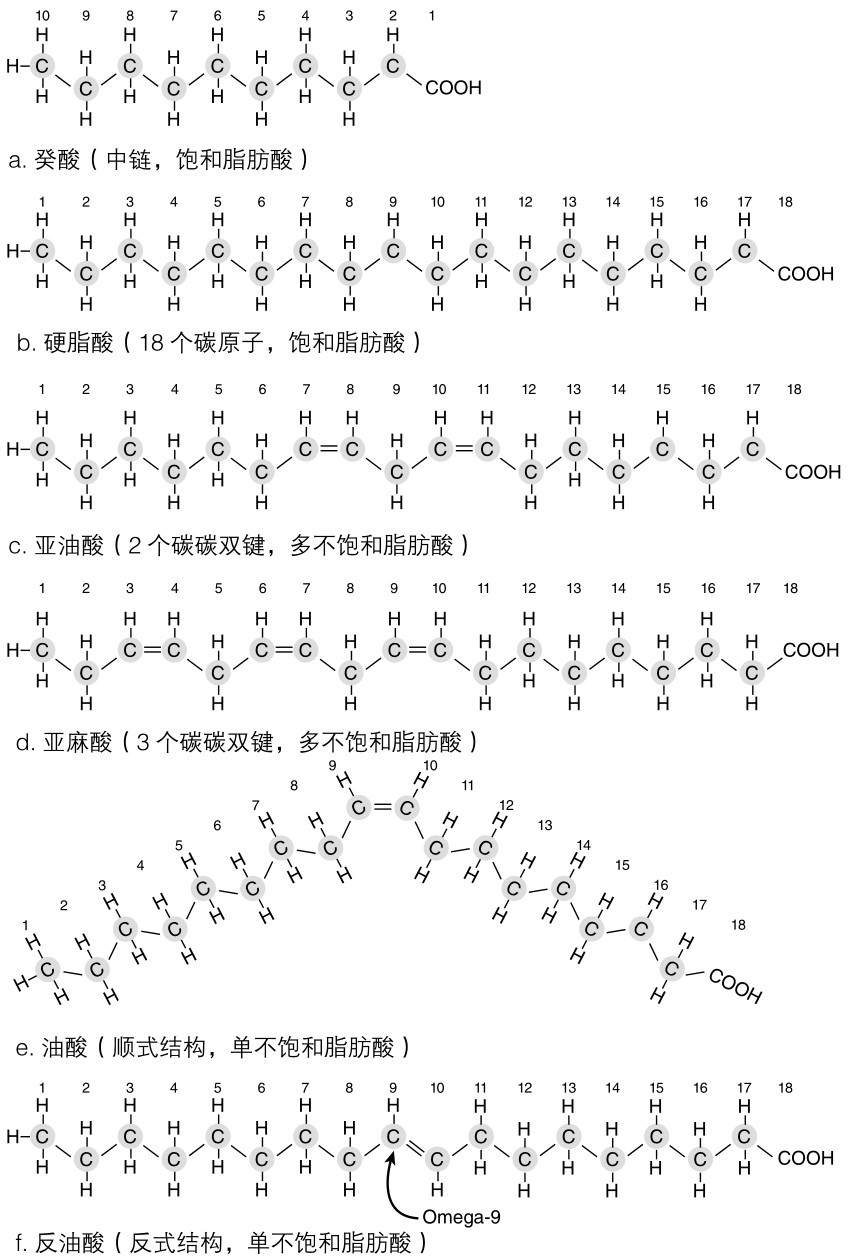 10 9 8 7 6 5 4 3 2 1
H H H H H
H H H H
H C C C C C
C C C C COOH
H H H H
H H H H
a. 癸酸（中链，饱和脂肪酸）
1 2 3 4 5 6 7 8 9 10 11 12 13 14 15 16 17 18
H H H H H H H H H
H H H H H H H H
H C C C C C C C C C
C C C C C C C C COOH
H H H H H H H
H H H H H H H H
b. 硬脂酸（18 个碳原子，饱和脂肪酸）
1 2 3 4 5 6 7 8 9 10 11 12 13 14 15 16 17 18
H H H H H H H H H H
H H H H H H H
H C C C C=C C=C C C C
C C C C C C C COOH
H H H H
H H H H H H H
c. 亚油酸（2 个碳碳双键，多不饱和脂肪酸）
1 2 3 4 5 6 7 8 9 10 11 12 13 14 15 16 17 18
H H H H H H H H H H
H H H H H H H
H C C=C C=C C=C C C C COOH
C C C C C C C
H H H H
H H H H H H H
d. 亚麻酸（3 个碳碳双键，多不饱和脂肪酸）
1 2 3 4 5 6 7 8 9 10 11 12 13 14 15 16 17 18
H H H H H H H H H H H H H H H H H
H C C C C C C C C C=C C C C C C C C COOH
H H H H H H H H H H H H H H
e. 油酸（顺式结构，单不饱和脂肪酸）
1 2 3 4 5 6 7 8 9 10 11 12 13 14 15 16 17 18
H H H H H H H H H
H H H H H H H
H C C C C C C C C C
C C C C C C C C COOH
H H H H H H H H
H H H H H H H H
Omega-9
f. 反油酸（反式结构，单不饱和脂肪酸）